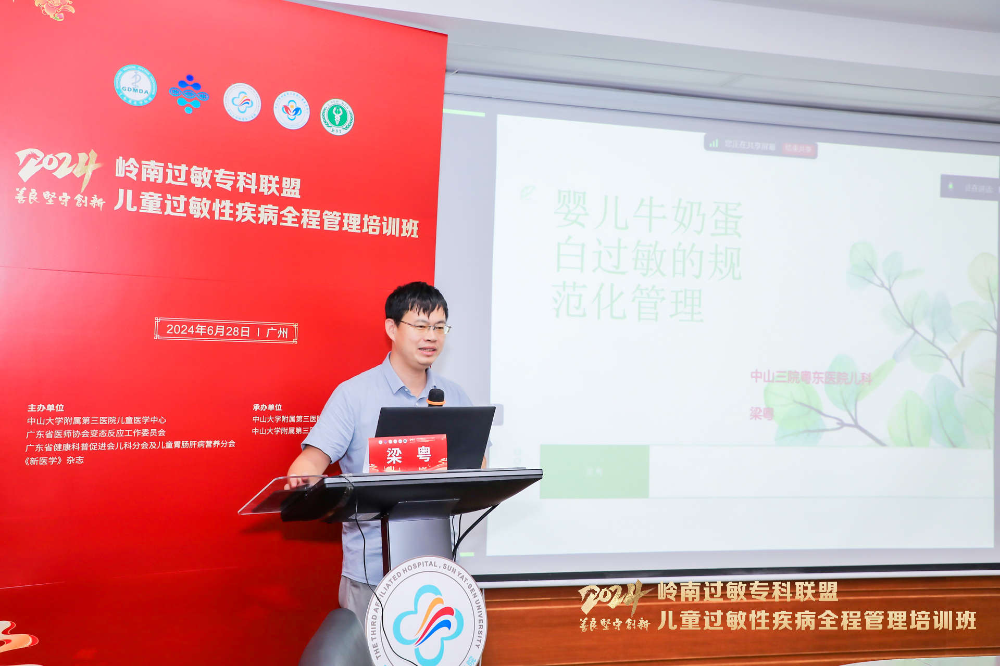 GDMDA
2024
善良坚守創新
岭南过敏专科联盟
儿童过敏性疾病全程管理培训班
2024年6月28日 | 广州
主办单位
中山大学附属第三医院儿童医学中心
广东省医师协会变态反应工作委员会
广东省健康科普促进会儿科分会及儿童胃肠肝病营养分会
《新医学》杂志
承办单位
中山大学附属第三医院
中山大学附属第三
您正在共享屏幕
结束共享
婴儿牛奶蛋
白过敏的规
范化管理
中山三院粤东医院儿科
梁粤
梁 粤
THE THIRD AFFILIATED HOSPITAL, SUN YAT-SEN UNIVERSITY
2024
善良坚守創新
岭南过敏专科联盟
儿童过敏性疾病全程管理培训班